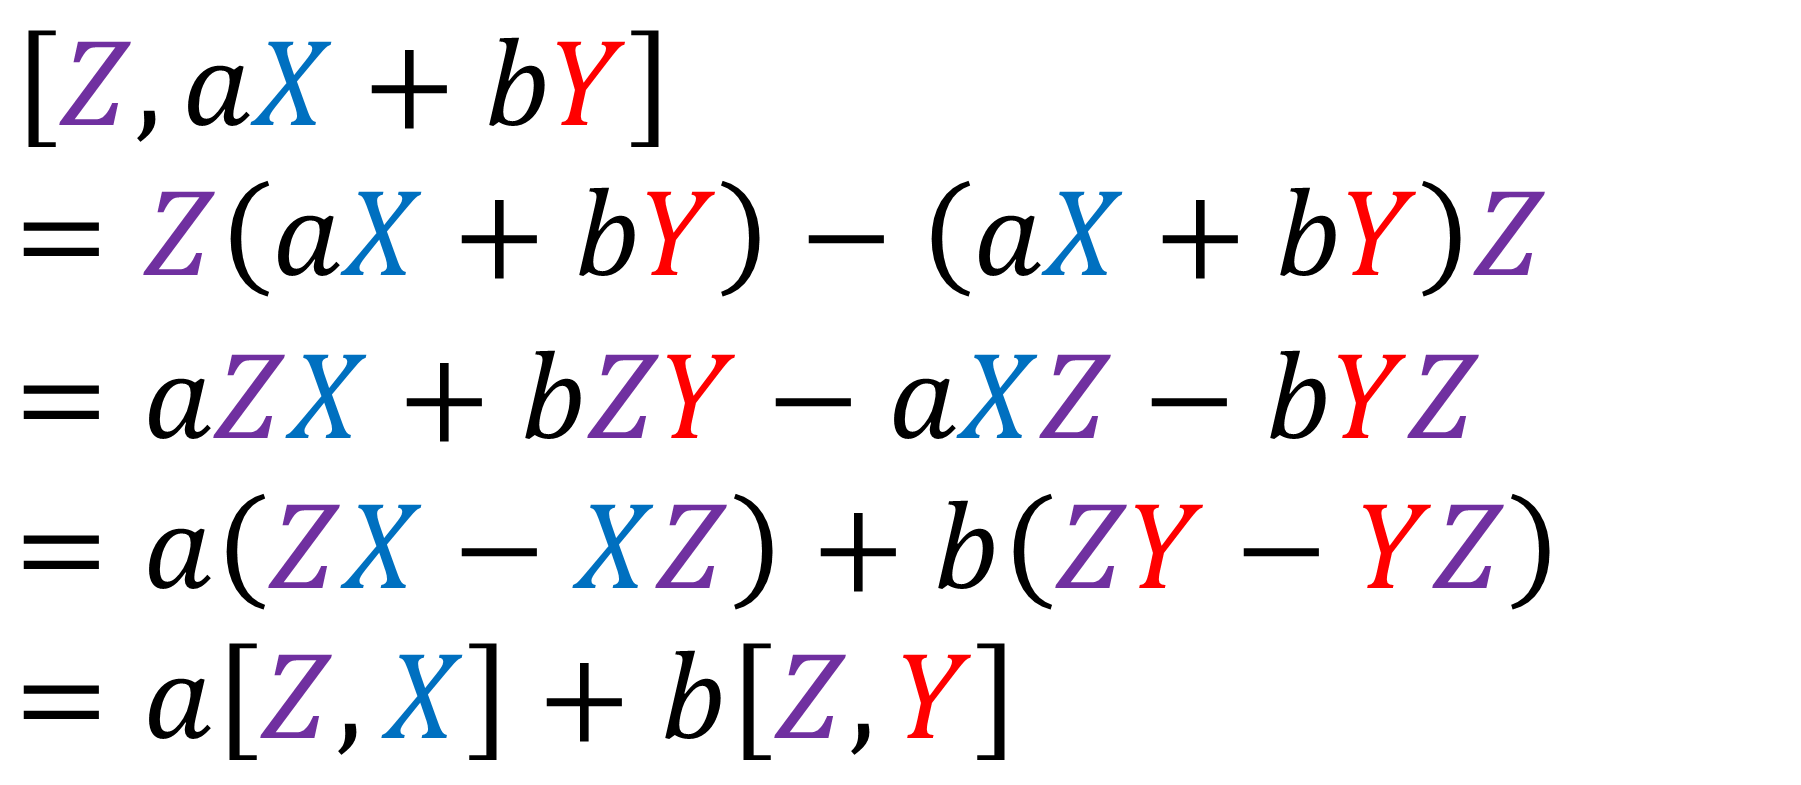 [Z, aX + bY]
= Z(aX + bY) − (aX + bY)Z
= aZX + bZY − aXZ − bYZ
= a(ZX − XZ) + b(ZY − YZ)
= a[Z, X] + b[Z, Y]